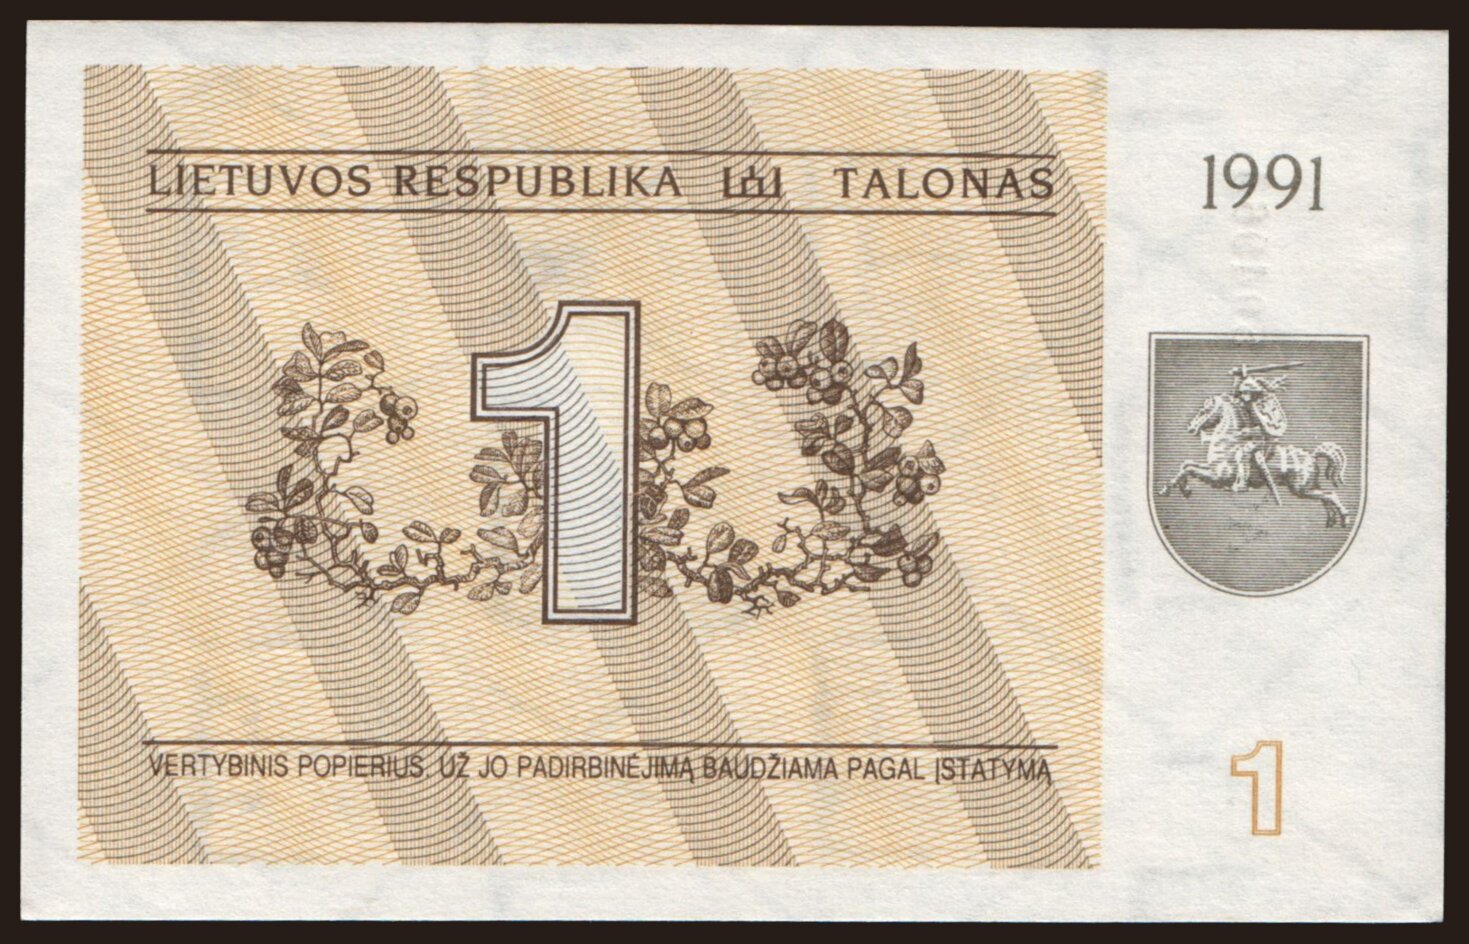 LIETUVOS RESPUBLIKA TALONAS
1991
1
VERTYBINIS POPIERIUS. UŽ JO PADIRBINĖJIMĄ BAUDŽIAMA PAGAL ĮSTATYMĄ
1